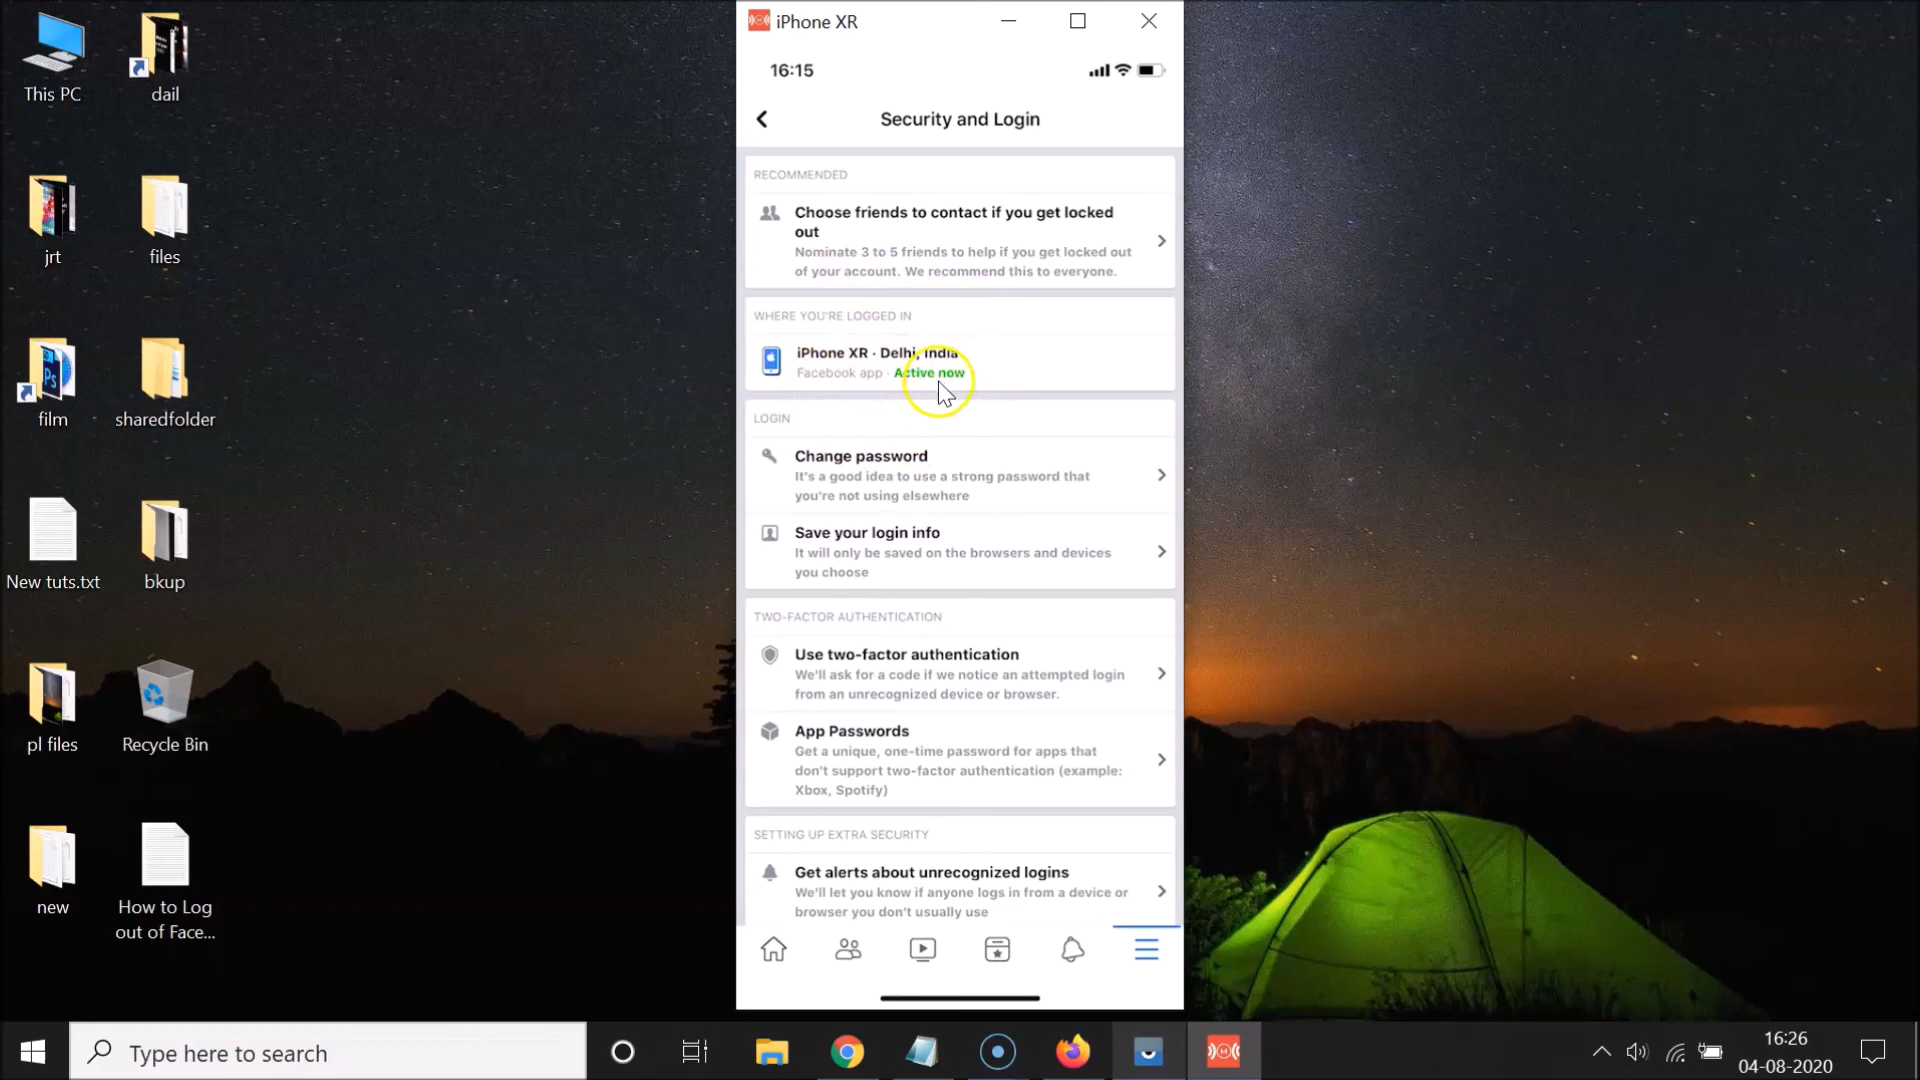 This PC
dail
jrt
files
film
sharedfolder
New tuts.txt
bkup
pl files
Recycle Bin
new
How to Log
out of Face...
Ps
iPhone XR
16:15
Security and Login
RECOMMENDED
Choose friends to contact if you get locked
out
Nominate 3 to 5 friends to help if you get locked out
of your account. We recommend this to everyone.
WHERE YOU'RE LOGGED IN
iPhone XR · Delhi, India
Facebook app · Active now
LOGIN
Change password
It's a good idea to use a strong password that
you're not using elsewhere
Save your login info
It will only be saved on the browsers and devices
you choose
TWO-FACTOR AUTHENTICATION
Use two-factor authentication
We'll ask for a code if we notice an attempted login
from an unrecognized device or browser.
App Passwords
Get a unique, one-time password for apps that
don't support two-factor authentication (example:
Xbox, Spotify)
SETTING UP EXTRA SECURITY
Get alerts about unrecognized logins
We'll let you know if anyone logs in from a device or
browser you don't usually use
Type here to search
16:26
04-08-2020